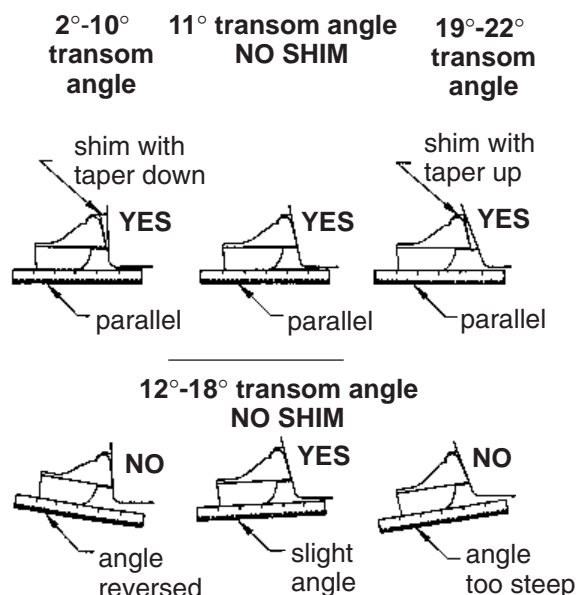 2°-10°
transom
angle
11° transom angle
NO SHIM
19°-22°
transom
angle
shim with
taper down
YES
parallel
YES
parallel
shim with
taper up
YES
parallel
12°-18° transom angle
NO SHIM
NO
angle
reversed
YES
slight
angle
NO
angle
too steep